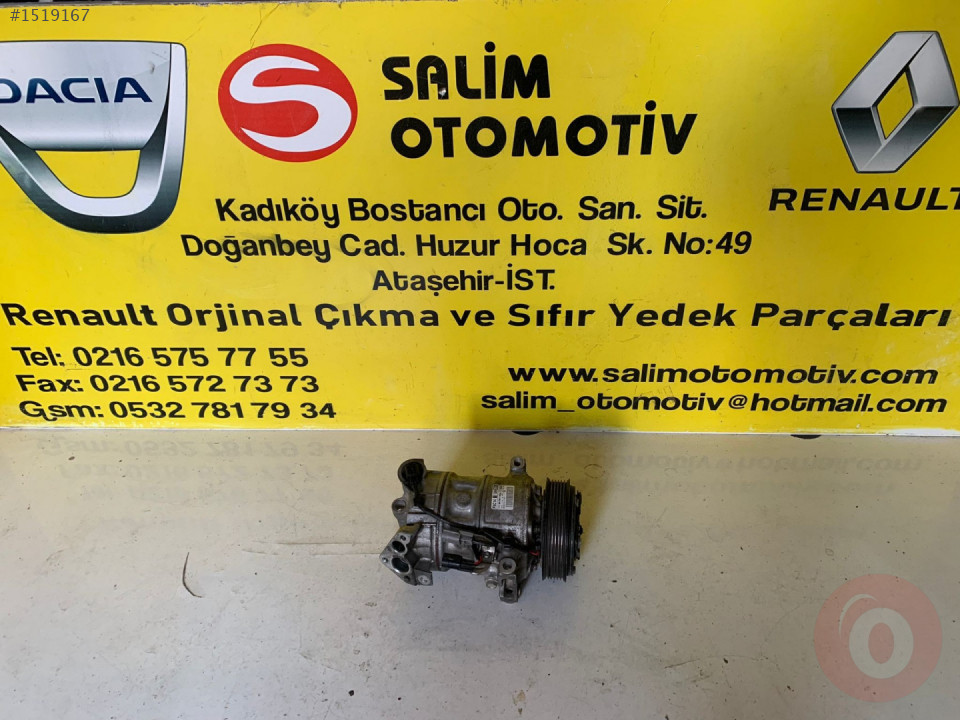 #1519167
DACIA
SALİM
OTOMOTİV
RENAULT
Kadıköy Bostancı Oto. San. Sit.
Doğanbey Cad. Huzur Hoca Sk. No:49
Ataşehir-İST.
Renault Orjinal Çıkma ve Sıfır Yedek Parçaları
Tel: 0216 575 77 55
Fax: 0216 572 73 73
Gsm: 0532 781 79 34
www.salimotomotiv.com
salim_otomotiv@hotmail.com
o